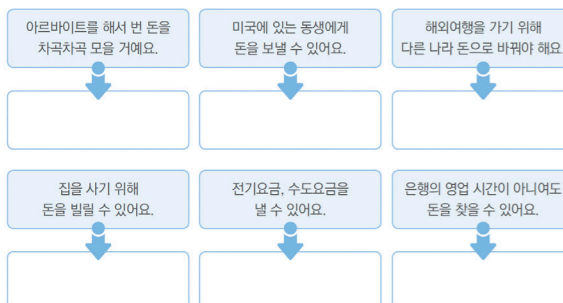 아르바이트를 해서 번 돈을
차곡차곡 모을 거예요.
미국에 있는 동생에게
돈을 보낼 수 있어요.
해외여행을 가기 위해
다른 나라 돈으로 바꿔야 해요.
집을 사기 위해
돈을 빌릴 수 있어요.
전기요금, 수도요금을
낼 수 있어요.
은행의 영업 시간이 아니여도
돈을 찾을 수 있어요.